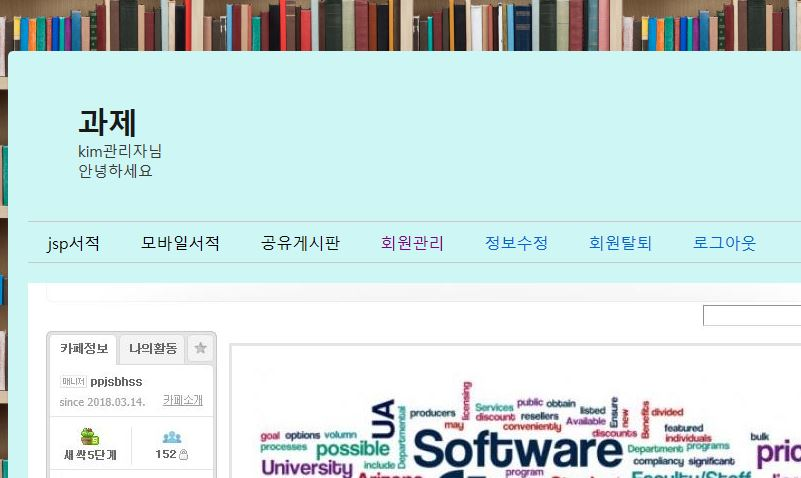 과제
kim관리자님
안녕하세요
jsp서적 모바일서적 공유게시판 회원관리 정보수정 회원탈퇴 로그아웃
카페정보 나의활동
매니저 ppjsbhss
since 2018.03.14. 카페소개
새싹5단계 152
licensing
UA
Departmental
producers
Services
public obtain
listed
Ensure
new
Benefits
divided
may
discount resellers
conveniently
Available
discounts
featured
individuals
goal options volumn
processes possible
include
Software
Department programs
compliancy significant
bulk
University
program